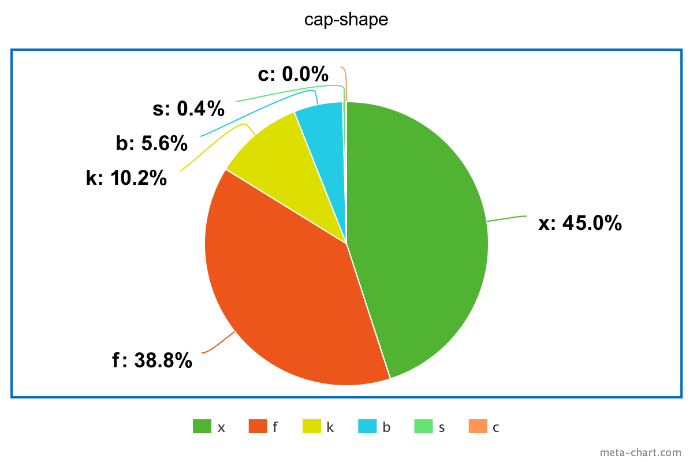 cap-shape
c: 0.0%
s: 0.4%
b: 5.6%
k: 10.2%
x: 45.0%
f: 38.8%
x f k b s c
meta-chart.com